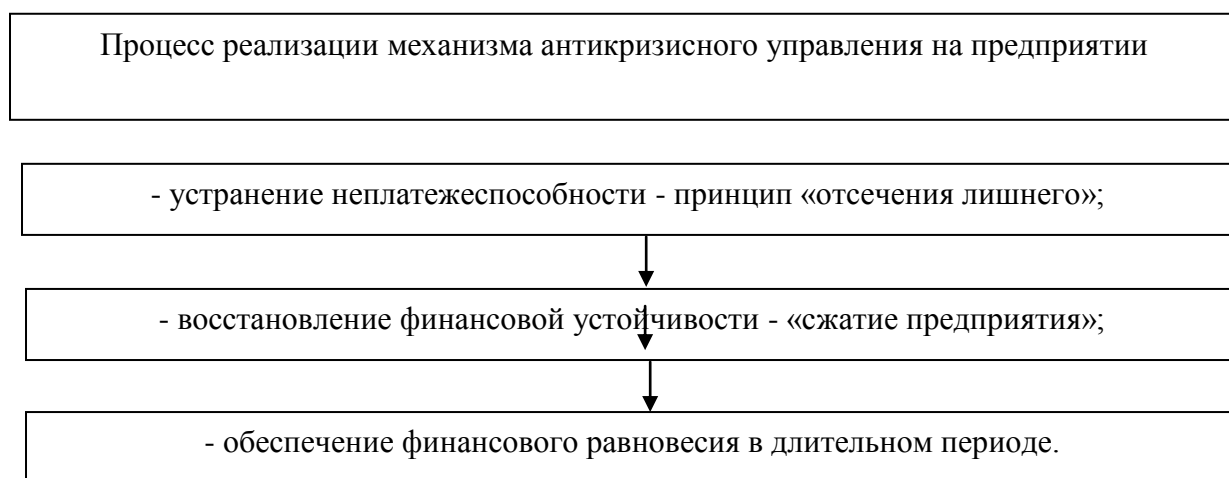 Процесс реализации механизма антикризисного управления на предприятии
- устранение неплатежеспособности - принцип «отсечения лишнего»;
- восстановление финансовой устойчивости - «сжатие предприятия»;
- обеспечение финансового равновесия в длительном периоде.